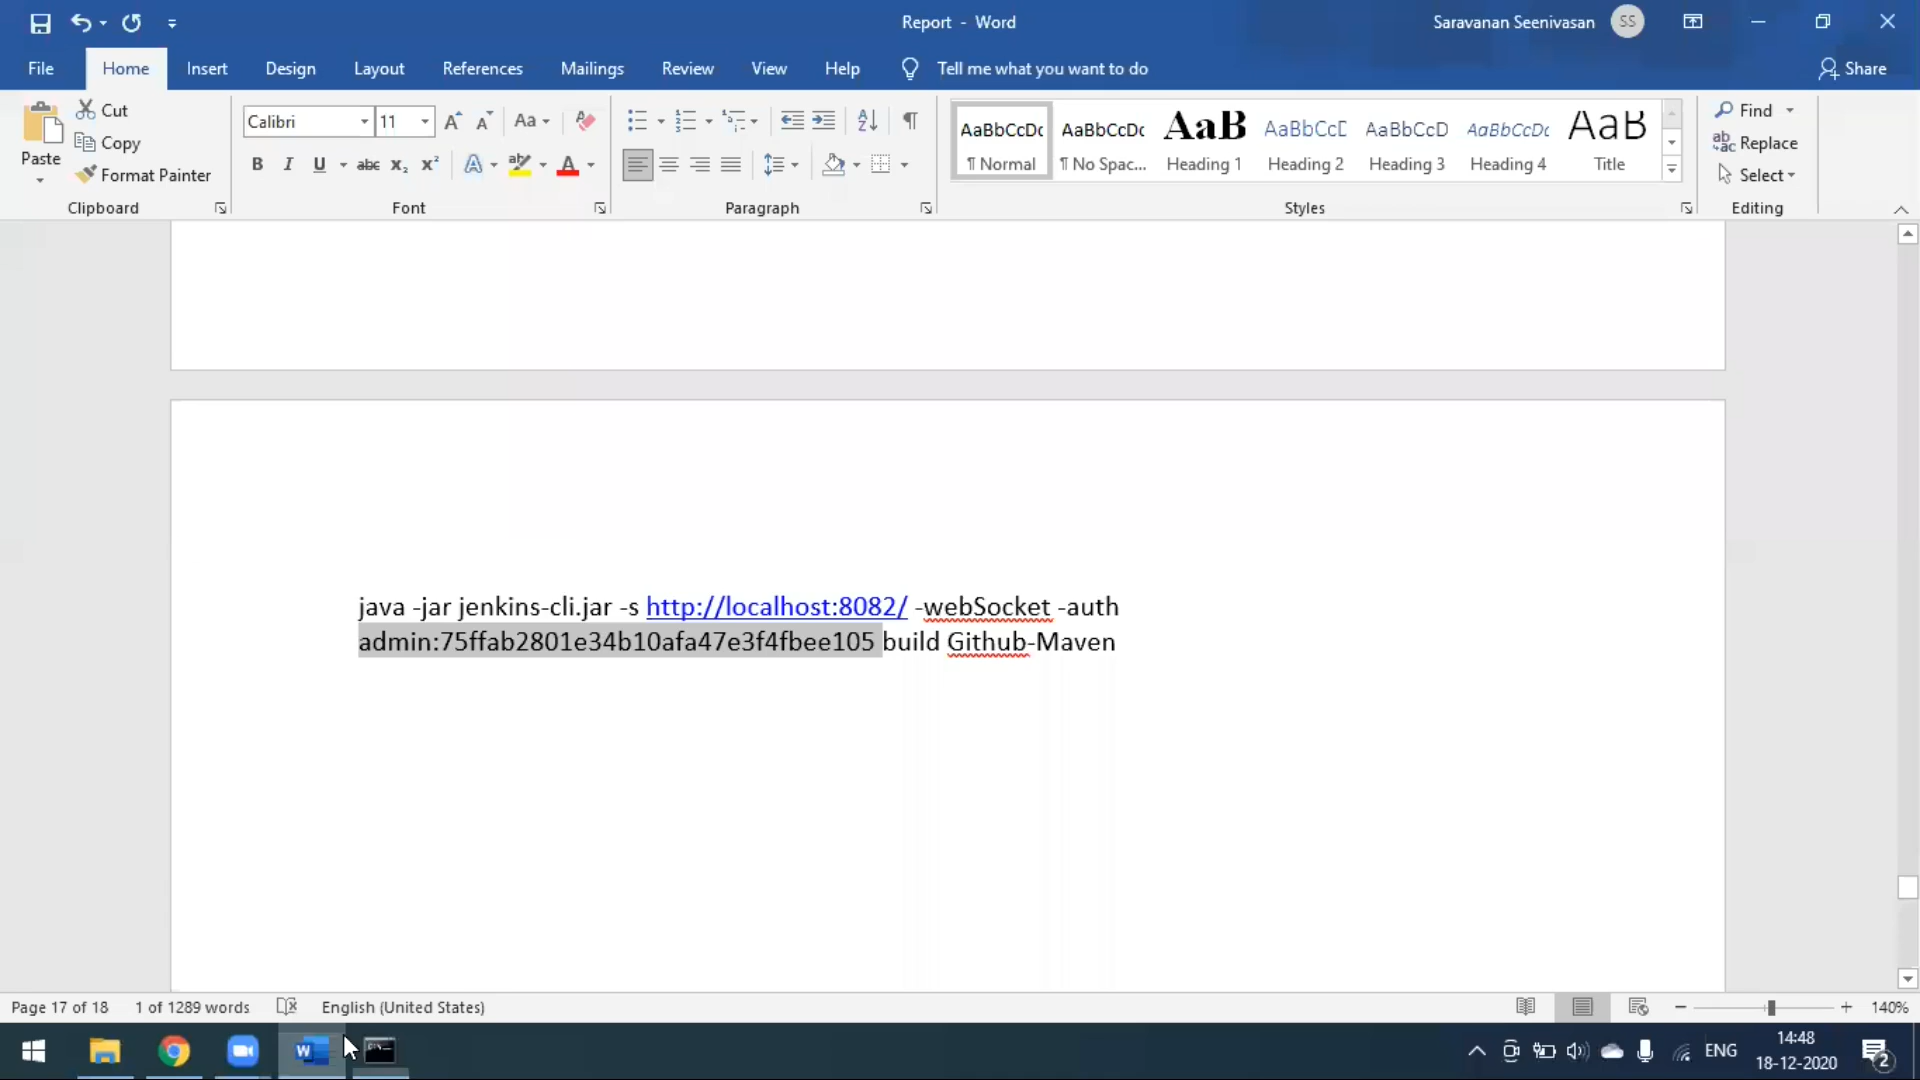 Report - Word
Saravanan Seenivasan SS
File Home Insert Design Layout References Mailings Review View Help Tell me what you want to do Share
Paste
Cut
Copy
Format Painter
Clipboard
Calibri 11
Font
Paragraph
AaBbCcDc ¶ Normal
AaBbCcDc ¶ No Spac...
AaB Heading 1
AaBbCcD Heading 2
AaBbCcD Heading 3
AaBbCcDc Heading 4
AaB Title
Styles
Find
Replace
Select
Editing
java -jar jenkins-cli.jar -s http://localhost:8082/ -webSocket -auth
admin:75ffab2801e34b10afa47e3f4fbee105 build Github-Maven
Page 17 of 18 1 of 1289 words English (United States) 140%
ENG
14:48
18-12-2020
2